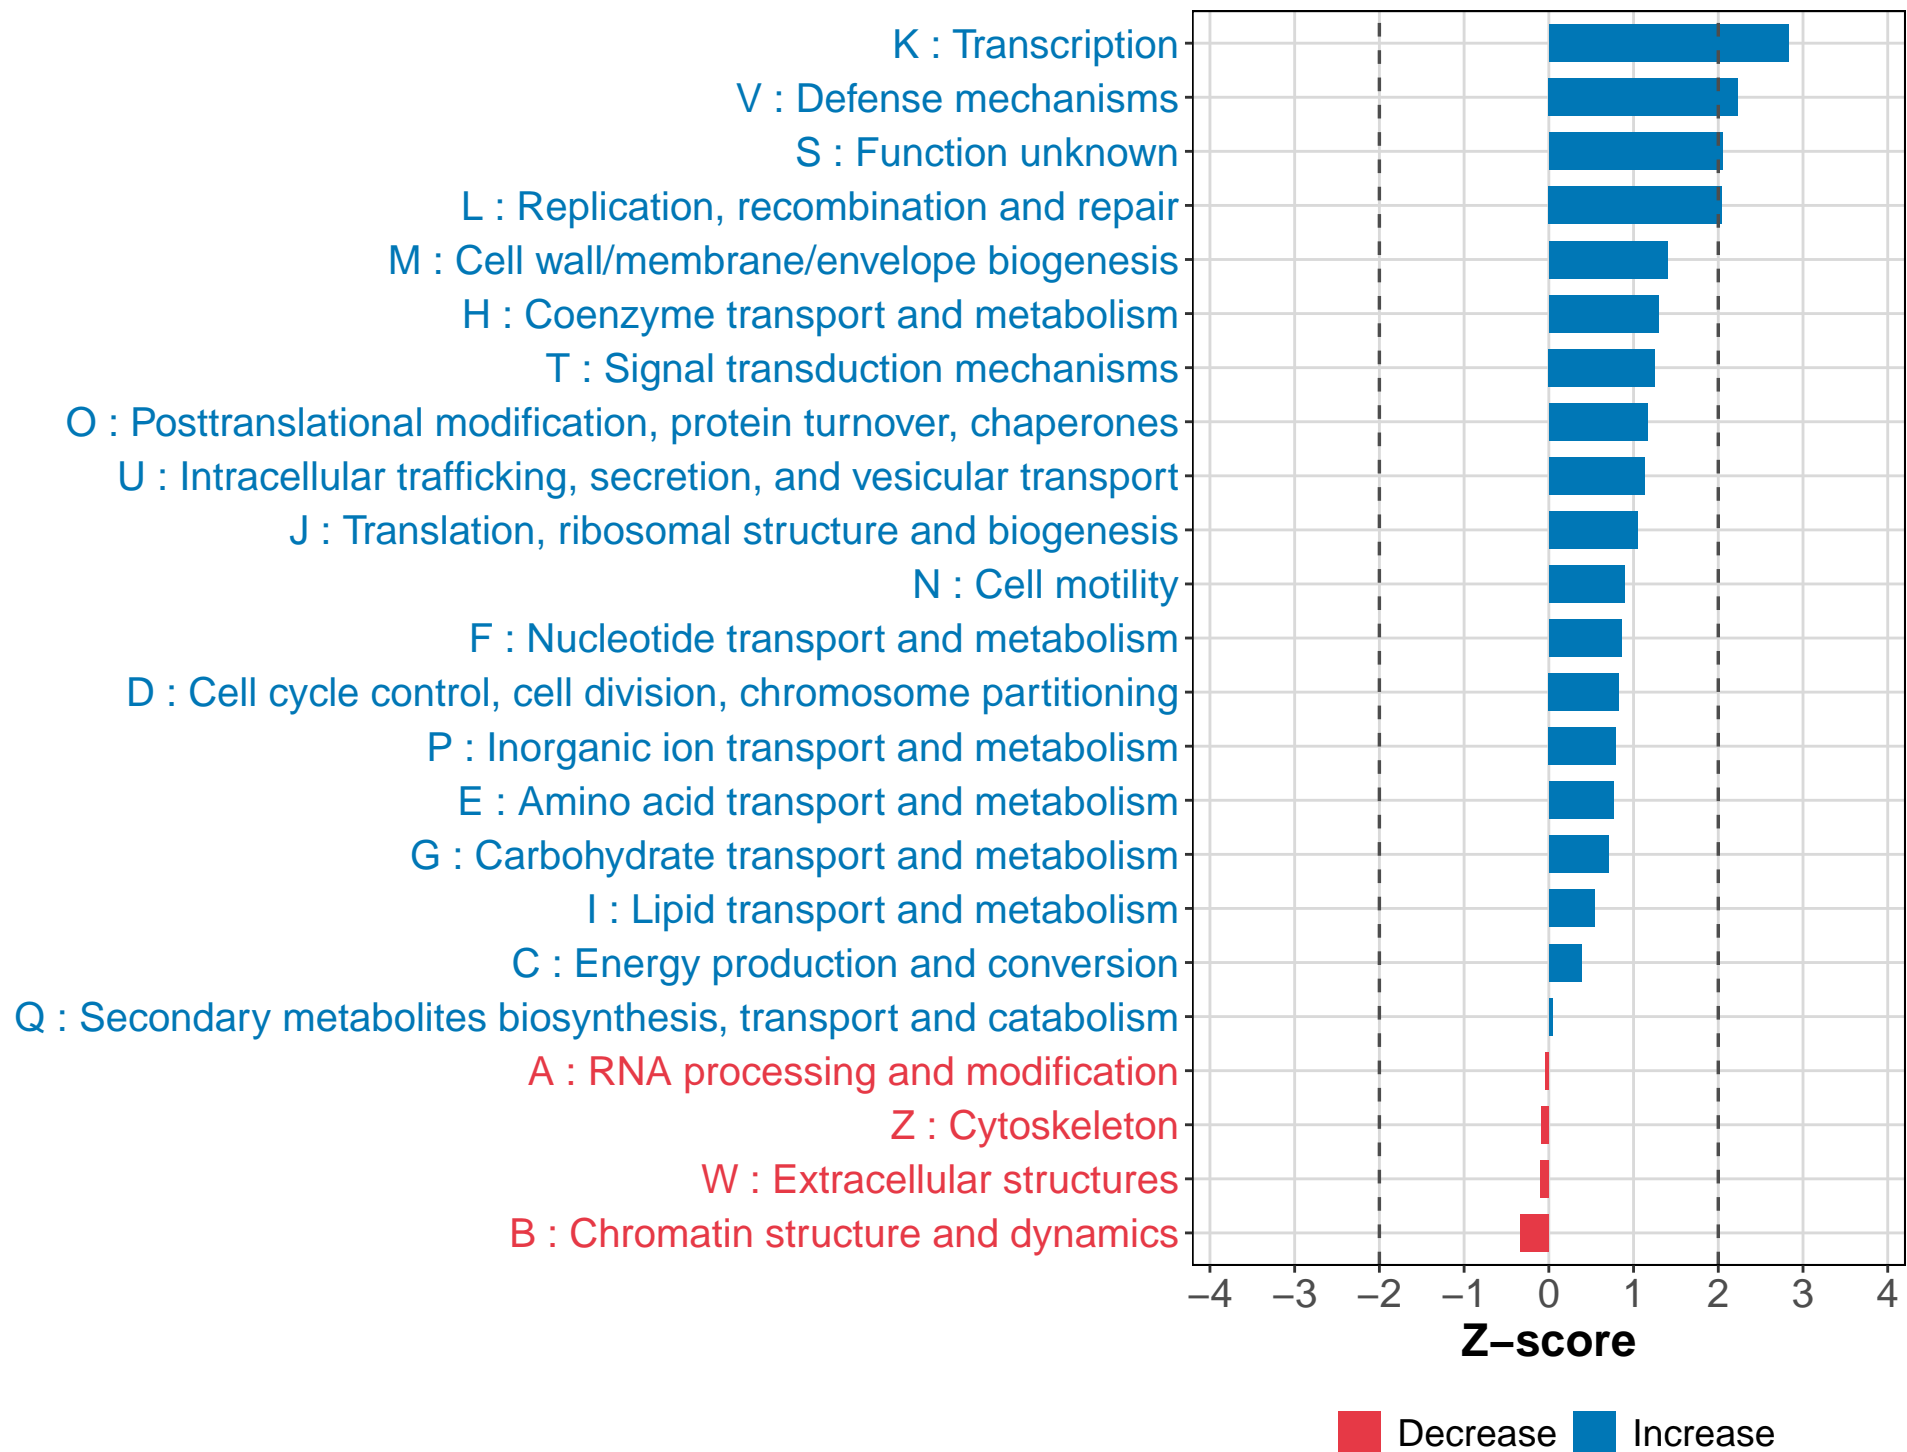 K : Transcription
V : Defense mechanisms
S : Function unknown
L : Replication, recombination and repair
M : Cell wall/membrane/envelope biogenesis
H : Coenzyme transport and metabolism
T : Signal transduction mechanisms
O : Posttranslational modification, protein turnover, chaperones
U : Intracellular trafficking, secretion, and vesicular transport
J : Translation, ribosomal structure and biogenesis
N : Cell motility
F : Nucleotide transport and metabolism
D : Cell cycle control, cell division, chromosome partitioning
P : Inorganic ion transport and metabolism
E : Amino acid transport and metabolism
G : Carbohydrate transport and metabolism
I : Lipid transport and metabolism
C : Energy production and conversion
Q : Secondary metabolites biosynthesis, transport and catabolism
A : RNA processing and modification
Z : Cytoskeleton
W : Extracellular structures
B : Chromatin structure and dynamics
−4 −3 −2 −1 0 1 2 3 4
Z−score
Decrease Increase